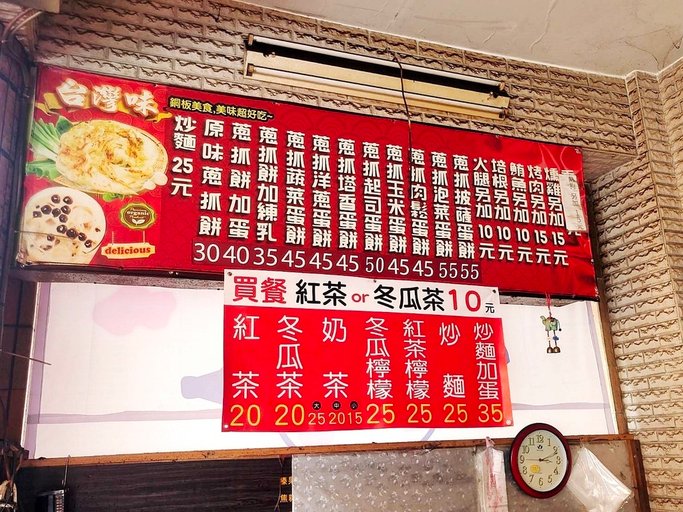 台灣味
銅板美食,美味超好吃~
organic
delicious
炒麵25元
原味蔥抓餅 30
蔥抓餅加蛋 40
蔥抓餅加練乳 35
蔥抓蔬菜蛋餅 45
蔥抓洋蔥蛋餅 45
蔥抓塔香蛋餅 45
蔥抓起司蛋餅 50
蔥抓玉米蛋餅 45
蔥抓肉鬆蛋餅 45
蔥抓泡菜蛋餅 55
蔥抓披薩蛋餅 55
火腿另加10元
培根另加10元
鮪魚另加10元
烤肉另加15元
燻雞另加15元
買餐 紅茶 or 冬瓜茶10元
紅茶 20
冬瓜茶 20
奶茶 大 中 小 25 20 15
冬瓜檸檬 25
紅茶檸檬 25
炒麵 25
炒麵加蛋 35